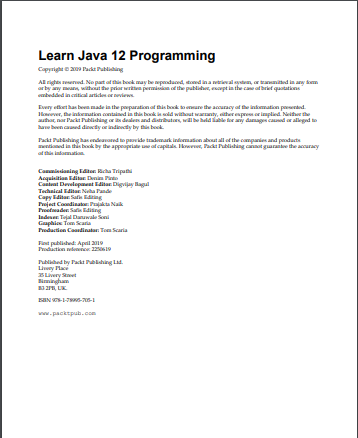 Learn Java 12 Programming
Copyright © 2019 Packt Publishing
All rights reserved. No part of this book may be reproduced, stored in a retrieval system, or transmitted in any form
or by any means, without the prior written permission of the publisher, except in the case of brief quotations
embedded in critical articles or reviews.
Every effort has been made in the preparation of this book to ensure the accuracy of the information presented.
However, the information contained in this book is sold without warranty, either express or implied. Neither the
author, nor Packt Publishing or its dealers and distributors, will be held liable for any damages caused or alleged to
have been caused directly or indirectly by this book.
Packt Publishing has endeavored to provide trademark information about all of the companies and products
mentioned in this book by the appropriate use of capitals. However, Packt Publishing cannot guarantee the accuracy
of this information.
Commissioning Editor: Richa Tripathi
Acquisition Editor: Denim Pinto
Content Development Editor: Digvijay Bagul
Technical Editor: Neha Pande
Copy Editor: Safis Editing
Project Coordinator: Prajakta Naik
Proofreader: Safis Editing
Indexer: Tejal Daruwale Soni
Graphics: Tom Scaria
Production Coordinator: Tom Scaria
First published: April 2019
Production reference: 2250619
Published by Packt Publishing Ltd.
Livery Place
35 Livery Street
Birmingham
B3 2PB, UK.
ISBN 978-1-78995-705-1
www.packtpub.com